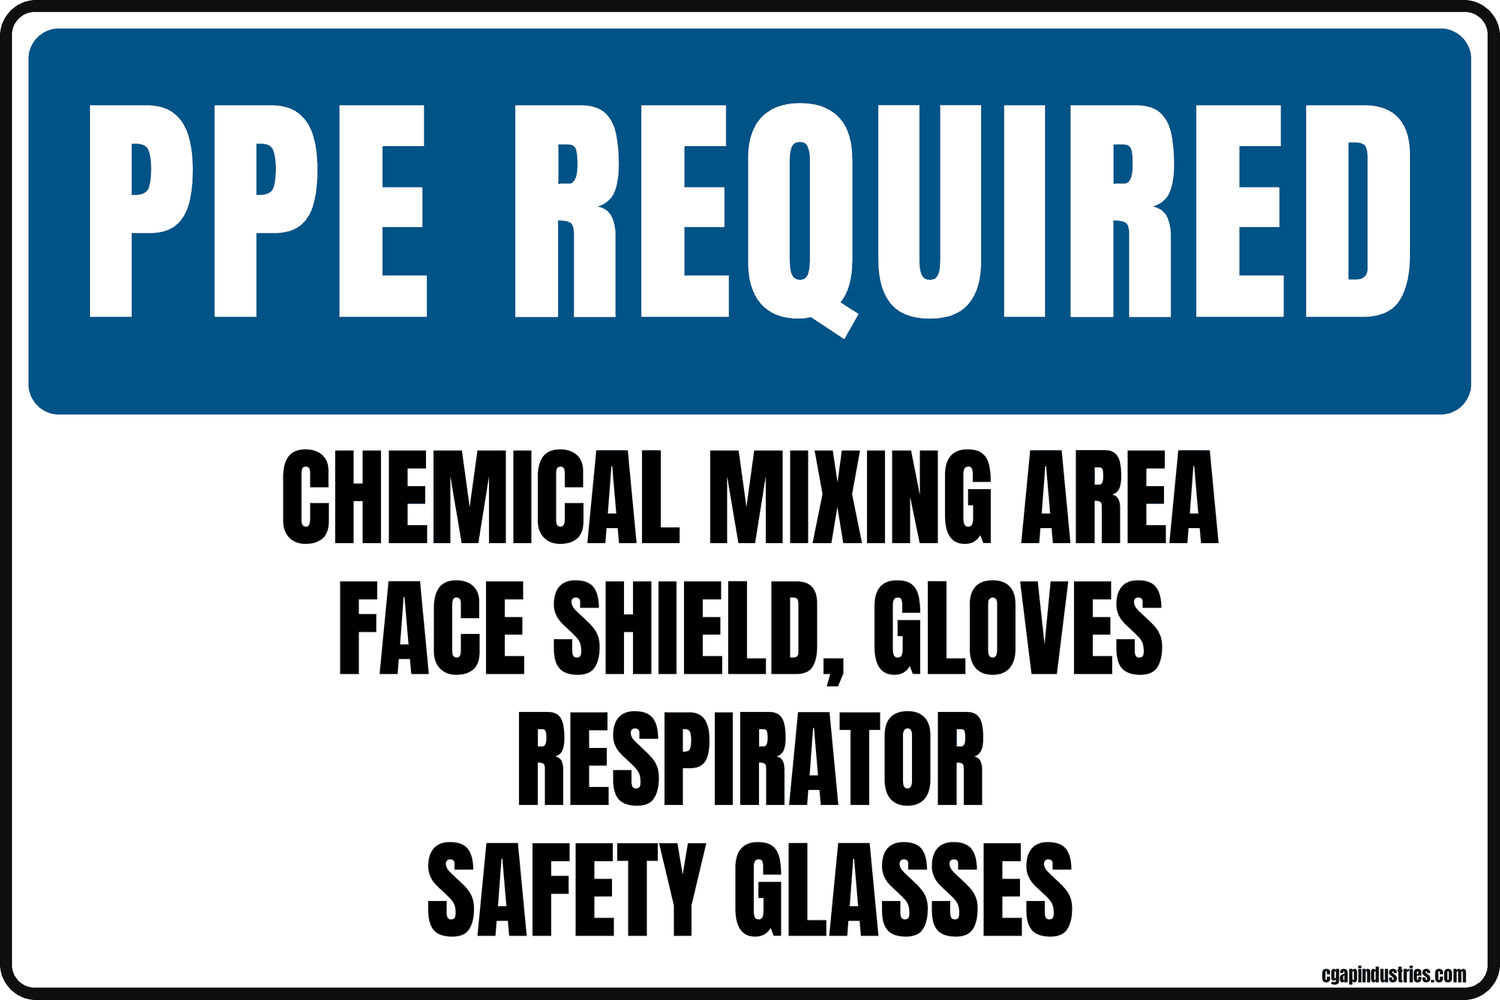 PPE REQUIRED
CHEMICAL MIXING AREA
FACE SHIELD, GLOVES
RESPIRATOR
SAFETY GLASSES
cgapindustries.com